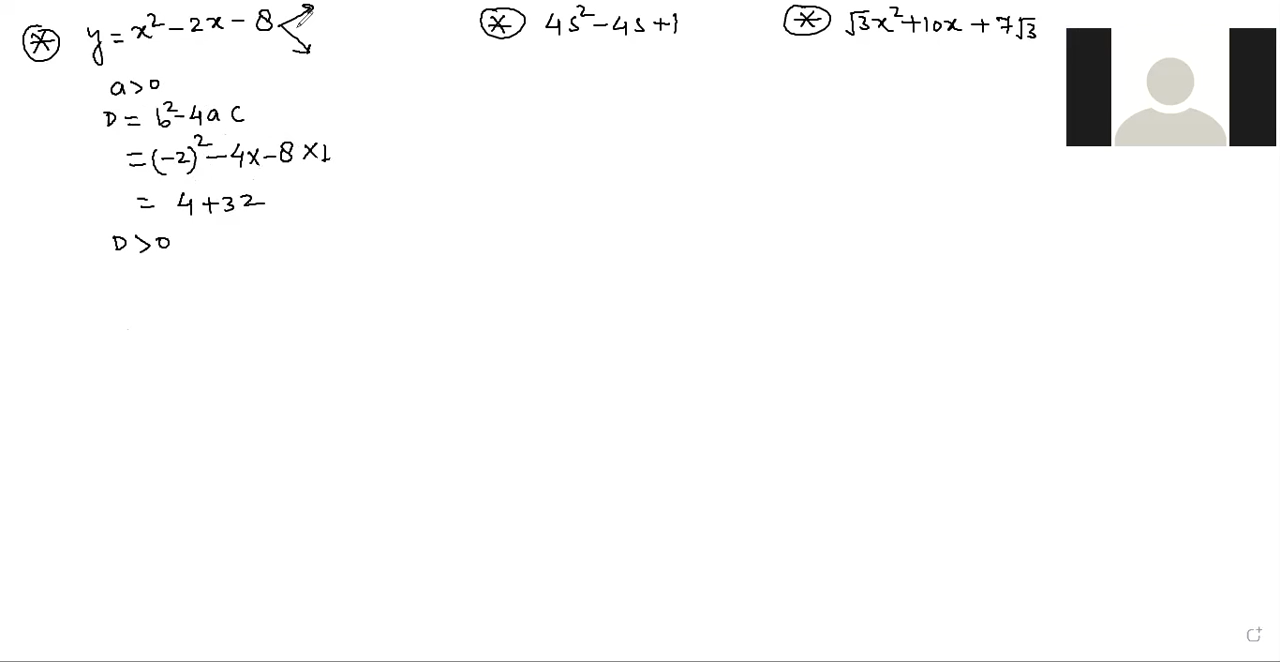 ⊛ y = x² - 2x - 8
a > 0
D = b² - 4ac
= (-2)² - 4x - 8 × 1
= 4 + 32
D > 0
⊛ 4s² - 4s + 1
⊛ √3x² + 10x + 7√3